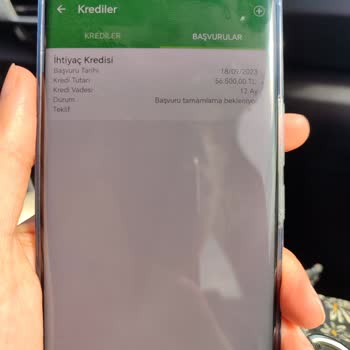 Krediler
KREDİLER BAŞVURULAR
İhtiyaç Kredisi
Başvuru Tarihi 18/09/2023
Kredi Tutarı 56.500,00 TL
Kredi Vadesi 12 Ay
Durum Başvuru tamamlama bekleniyor
Teklif